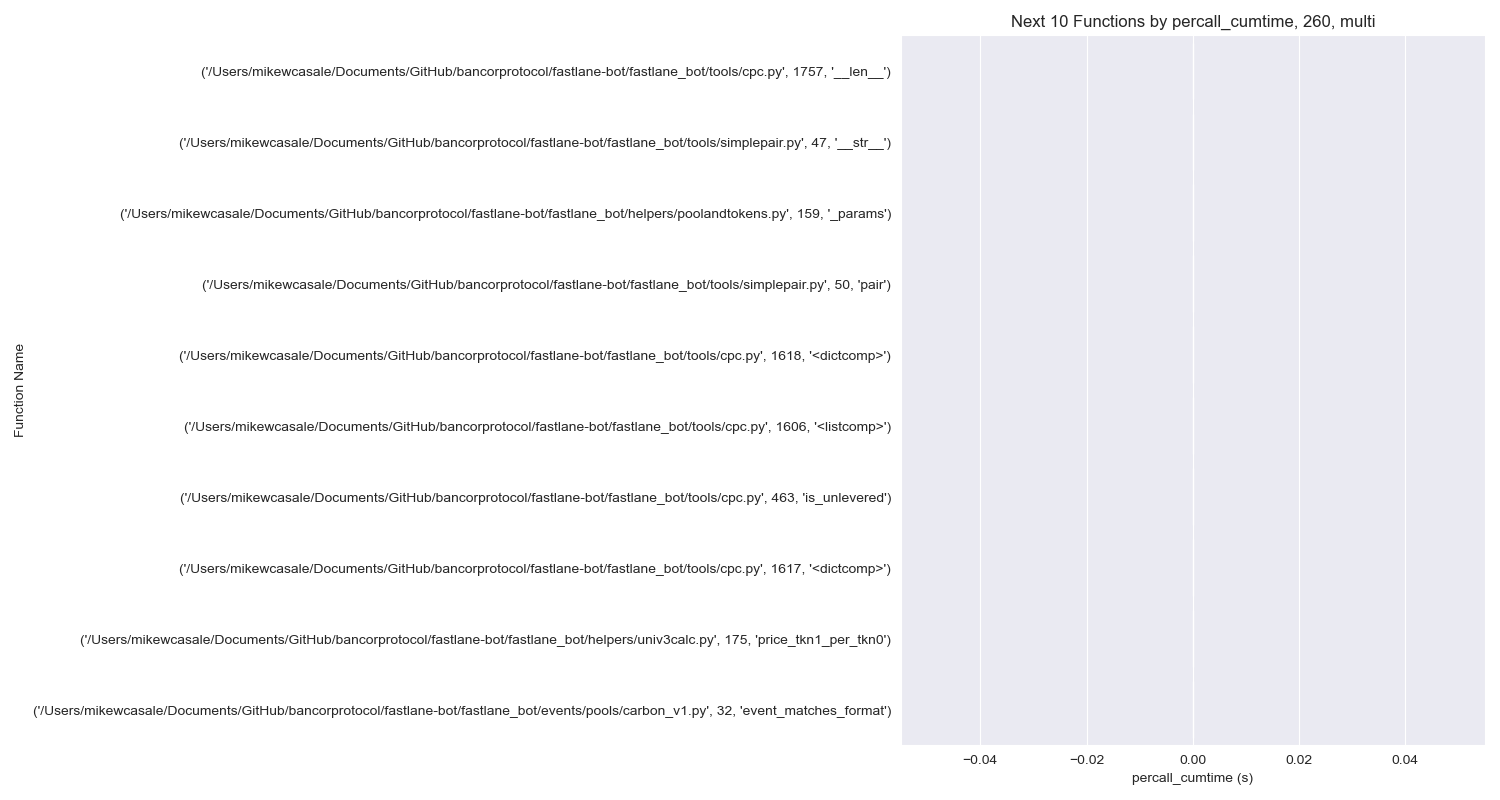 Next 10 Functions by percall_cumtime, 260, multi
('/Users/mikewcasale/Documents/GitHub/bancorprotocol/fastlane-bot/fastlane_bot/tools/cpc.py', 1757, '__len__')
('/Users/mikewcasale/Documents/GitHub/bancorprotocol/fastlane-bot/fastlane_bot/tools/simplepair.py', 47, '__str__')
('/Users/mikewcasale/Documents/GitHub/bancorprotocol/fastlane-bot/fastlane_bot/helpers/poolandtokens.py', 159, '_params')
('/Users/mikewcasale/Documents/GitHub/bancorprotocol/fastlane-bot/fastlane_bot/tools/simplepair.py', 50, 'pair')
('/Users/mikewcasale/Documents/GitHub/bancorprotocol/fastlane-bot/fastlane_bot/tools/cpc.py', 1618, '<dictcomp>')
('/Users/mikewcasale/Documents/GitHub/bancorprotocol/fastlane-bot/fastlane_bot/tools/cpc.py', 1606, '<listcomp>')
('/Users/mikewcasale/Documents/GitHub/bancorprotocol/fastlane-bot/fastlane_bot/tools/cpc.py', 463, 'is_unlevered')
('/Users/mikewcasale/Documents/GitHub/bancorprotocol/fastlane-bot/fastlane_bot/tools/cpc.py', 1617, '<dictcomp>')
('/Users/mikewcasale/Documents/GitHub/bancorprotocol/fastlane-bot/fastlane_bot/helpers/univ3calc.py', 175, 'price_tkn1_per_tkn0')
('/Users/mikewcasale/Documents/GitHub/bancorprotocol/fastlane-bot/fastlane_bot/events/pools/carbon_v1.py', 32, 'event_matches_format')
Function Name
−0.04 −0.02 0.00 0.02 0.04
percall_cumtime (s)